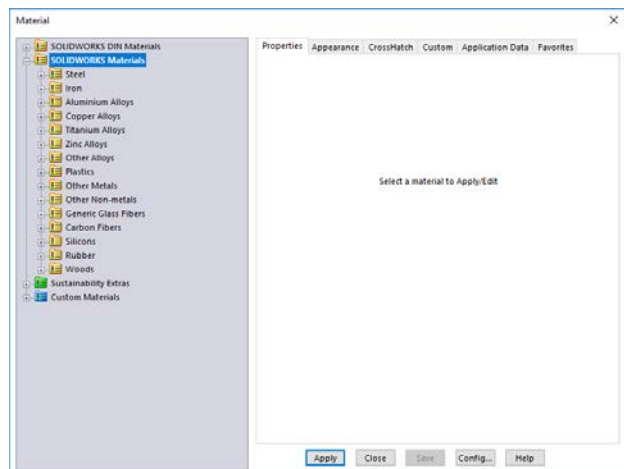 Material
SOLIDWORKS DIN Materials
SOLIDWORKS Materials
Steel
Iron
Aluminium Alloys
Copper Alloys
Titanium Alloys
Zinc Alloys
Other Alloys
Plastics
Other Metals
Other Non-metals
Generic Glass Fibers
Carbon Fibers
Silicons
Rubber
Woods
Sustainability Extras
Custom Materials
Properties Appearance CrossHatch Custom Application Data Favorites
Select a material to Apply/Edit
Apply Close Save Config... Help